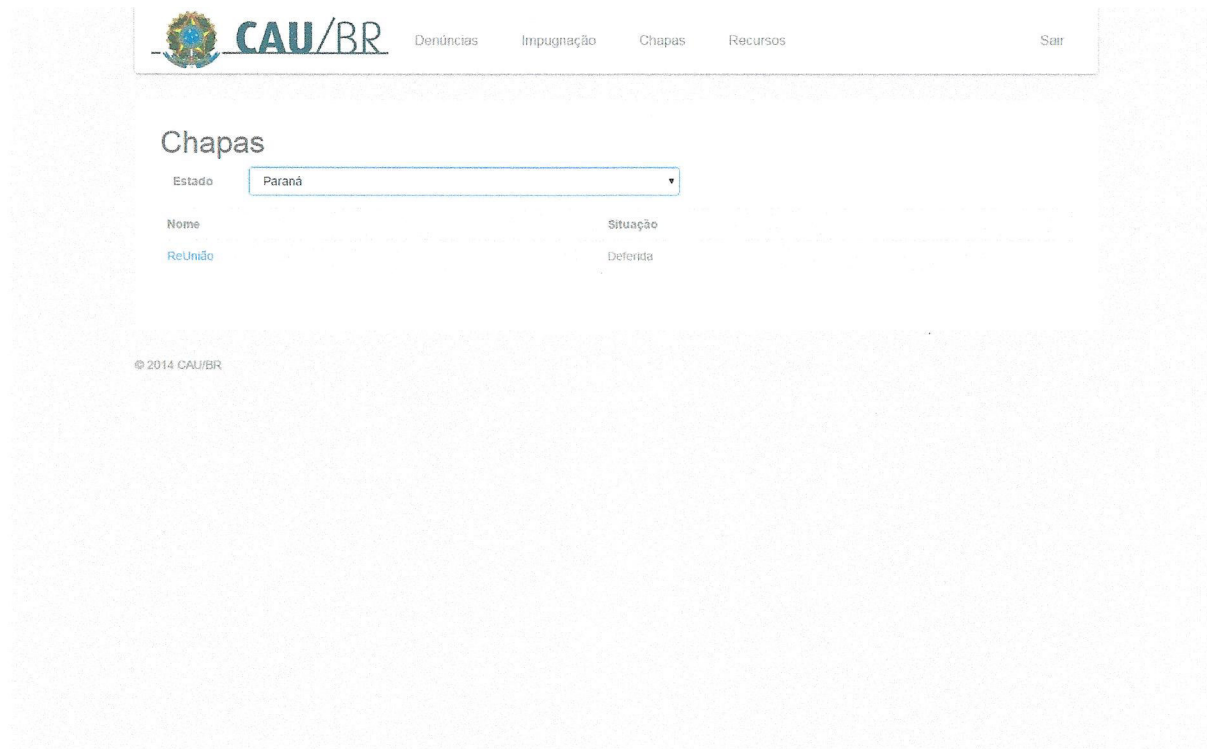 CAU/BR Denúncias Impugnação Chapas Recursos Sair
Chapas
Estado Paraná
Nome Situação
ReUnião Deferida
© 2014 CAU/BR